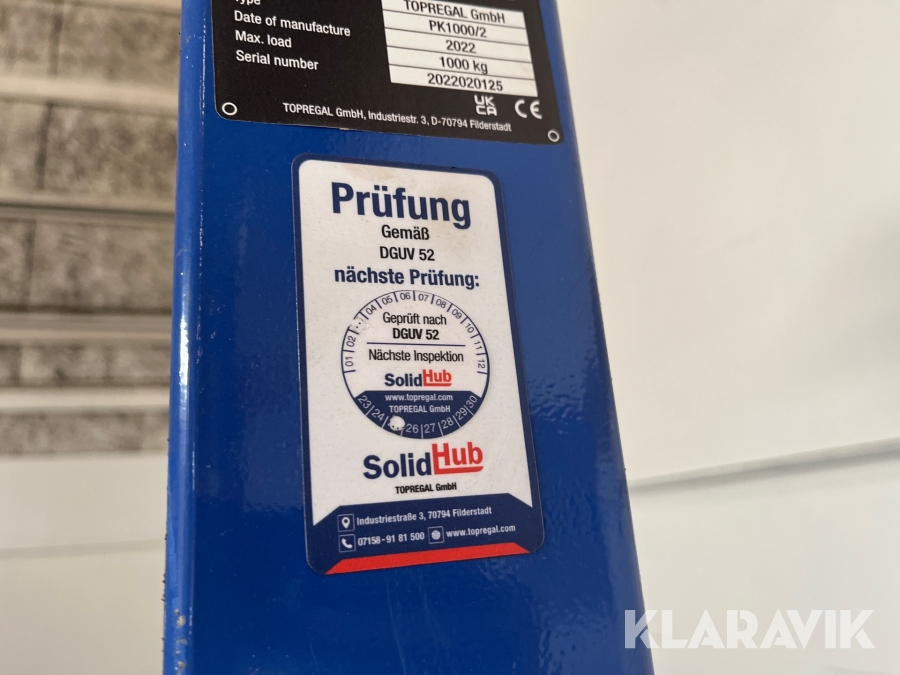 Type
TOPREGAL GmbH
Date of manufacture
PK1000/2
Max. load
2022
Serial number
1000 kg
2022020125
UK
CA
CE
TOPREGAL GmbH, Industriestr. 3, D-70794 Filderstadt
Prüfung
Gemäß
DGUV 52
nächste Prüfung:
01 02 04 05 06 07 08 09 10 11 12
Geprüft nach
DGUV 52
Nächste Inspektion
SolidHub
www.topregal.com
TOPREGAL GmbH
23 24 26 27 28 29 30
SolidHub
TOPREGAL GmbH
Industriestraße 3, 70794 Filderstadt
07158-91 81 500 www.topregal.com
KLARAVIK